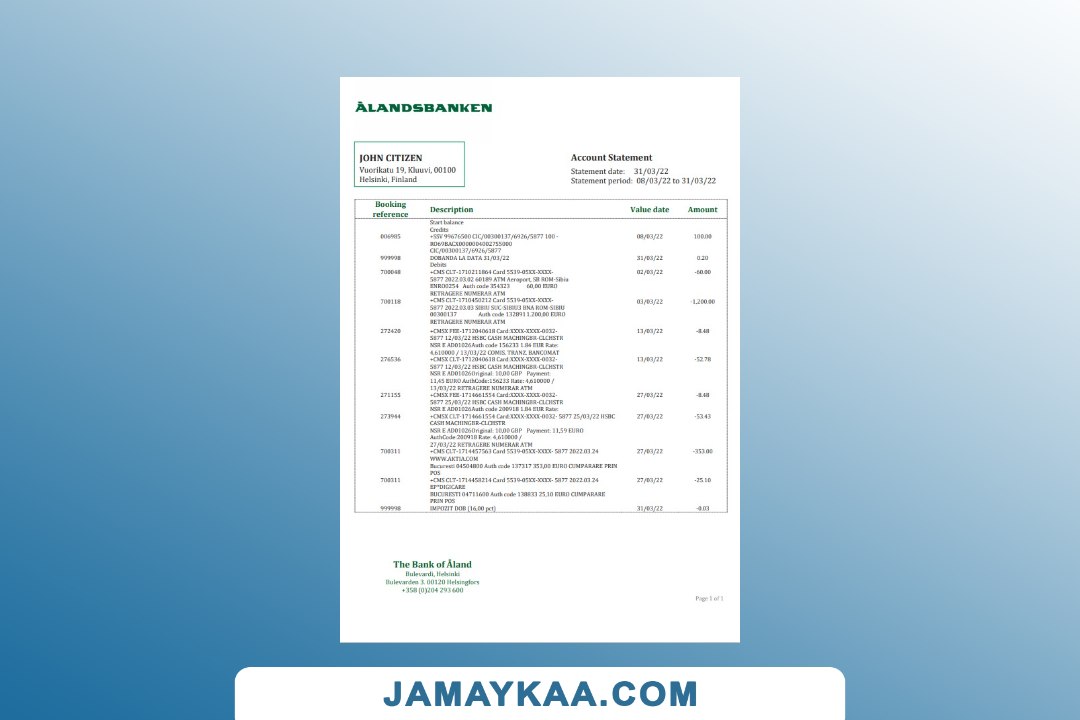 ÅLANDSBANKEN
JOHN CITIZEN
Vuorikatu 19, Kluuvi, 00100
Helsinki, Finland
Account Statement
Statement date: 31/03/22
Statement period: 08/03/22 to 31/03/22
Booking reference Description Value date Amount
Start balance
Credits
006985 +SSV 99676500 CIC/00300137/6926/5877 100 - 08/03/22 100.00
RO69BACX0000004002755000
CIC/00300137/6926/5877
999998 DOBANDA LA DATA 31/03/22 31/03/22 0.20
Debits
700048 +CMS CLT-1710211864 Card 5539-05XX-XXXX- 02/03/22 -60.00
5877 2022.03.02 60189 ATM Aeroport, SB ROM-Sibiu
ENR00254 Auth code 354323 60,00 EURO
RETRAGERE NUMERAR ATM
700118 +CMS CLT-1710450212 Card 5539-05XX-XXXX- 03/03/22 -1,200.00
5877 2022.03.03 SIBIU SUC-SIBIU3 BNA ROM-SIBIU
00300137 Auth code 132891 1,200,00 EURO
RETRAGERE NUMERAR ATM
272420 +CMSX FEE-1712040618 Card:XXXX-XXXX-0032- 13/03/22 -8.48
5877 12/03/22 HSBC CASH MACHINGBR-CLCHSTR
NSR E AD01026Auth code 156233 1.84 EUR Rate:
4,610000 / 13/03/22 COMIS. TRANZ. BANCOMAT
276536 +CMSX CLT-1712040618 Card:XXXX-XXXX-0032- 13/03/22 -52.78
5877 12/03/22 HSBC CASH MACHINGBR-CLCHSTR
NSR E AD01026Original: 10,00 GBP Payment:
11,45 EURO AuthCode:156233 Rate: 4,610000 /
13/03/22 RETRAGERE NUMERAR ATM
271155 +CMSX FEE-1714661554 Card:XXXX-XXXX-0032- 27/03/22 -8.48
5877 25/03/22 HSBC CASH MACHINGBR-CLCHSTR
NSR E AD01026Auth code 200918 1.84 EUR Rate:
273944 +CMSX CLT-1714661554 Card:XXXX-XXXX-0032- 5877 25/03/22 HSBC 27/03/22 -53.43
CASH MACHINGBR-CLCHSTR
NSR E AD01026Original: 10,00 GBP Payment: 11,59 EURO
AuthCode 200918 Rate: 4,610000 /
27/03/22 RETRAGERE NUMERAR ATM
700311 +CMS CLT-1714457563 Card 5539-05XX-XXXX- 5877 2022.03.24 27/03/22 -353.00
WWW.AKTIA.COM
Bucuresti 04504800 Auth code 137317 353,00 EURO CUMPARARE PRIN
POS
700311 +CMS CLT-1714458214 Card 5539-05XX-XXXX- 5877 2022.03.24 27/03/22 -25.10
EP*DIGICARE
BUCURESTI 04711600 Auth code 138833 25,10 EURO CUMPARARE
PRIN POS
999998 IMPOZIT DOB (16,00 pct) 31/03/22 -0.03
The Bank of Åland
Bulevardi, Helsinki
Bulevarden 3. 00120 Helsingfors
+358 (0)204 293 600
Page 1 of 1
JAMAYKAA.COM